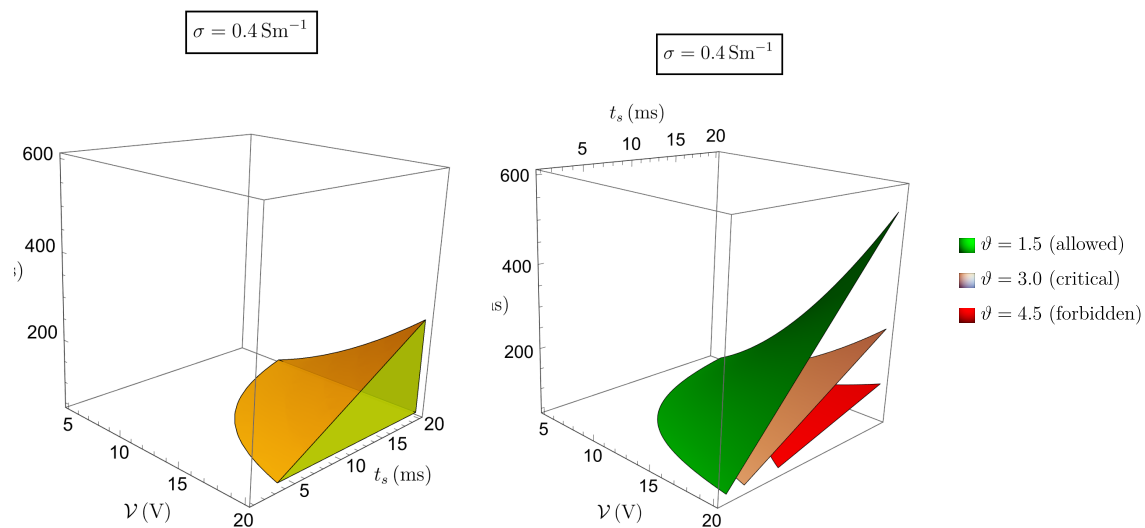 σ = 0.4 Sm⁻¹
600
400
s)
200
5
10
15
20
𝒱 (V)
5
10
15
20
t_s (ms)
σ = 0.4 Sm⁻¹
t_s (ms)
5
10
15
20
600
400
s)
200
5
10
15
20
𝒱 (V)
ϑ = 1.5 (allowed)
ϑ = 3.0 (critical)
ϑ = 4.5 (forbidden)